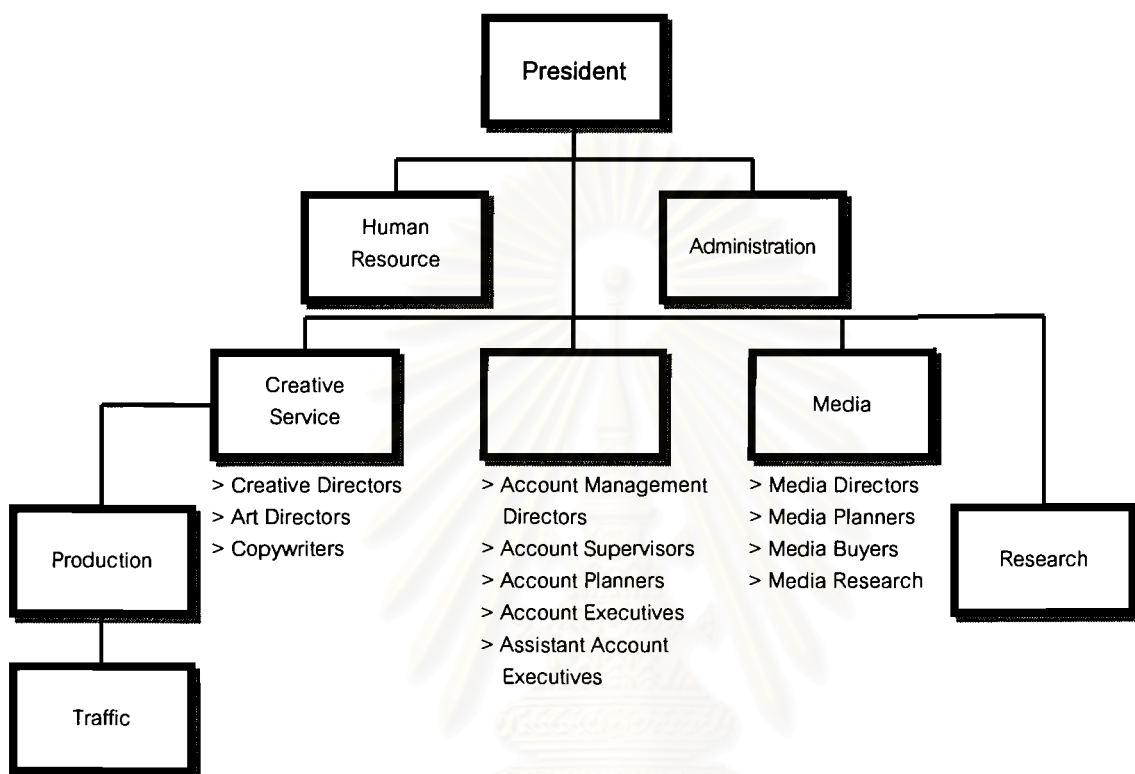 President
Human
Resource
Administration
Creative
Service
Media
> Creative Directors
> Art Directors
> Copywriters
> Account Management
Directors
> Account Supervisors
> Account Planners
> Account Executives
> Assistant Account
Executives
> Media Directors
> Media Planners
> Media Buyers
> Media Research
Production
Research
Traffic